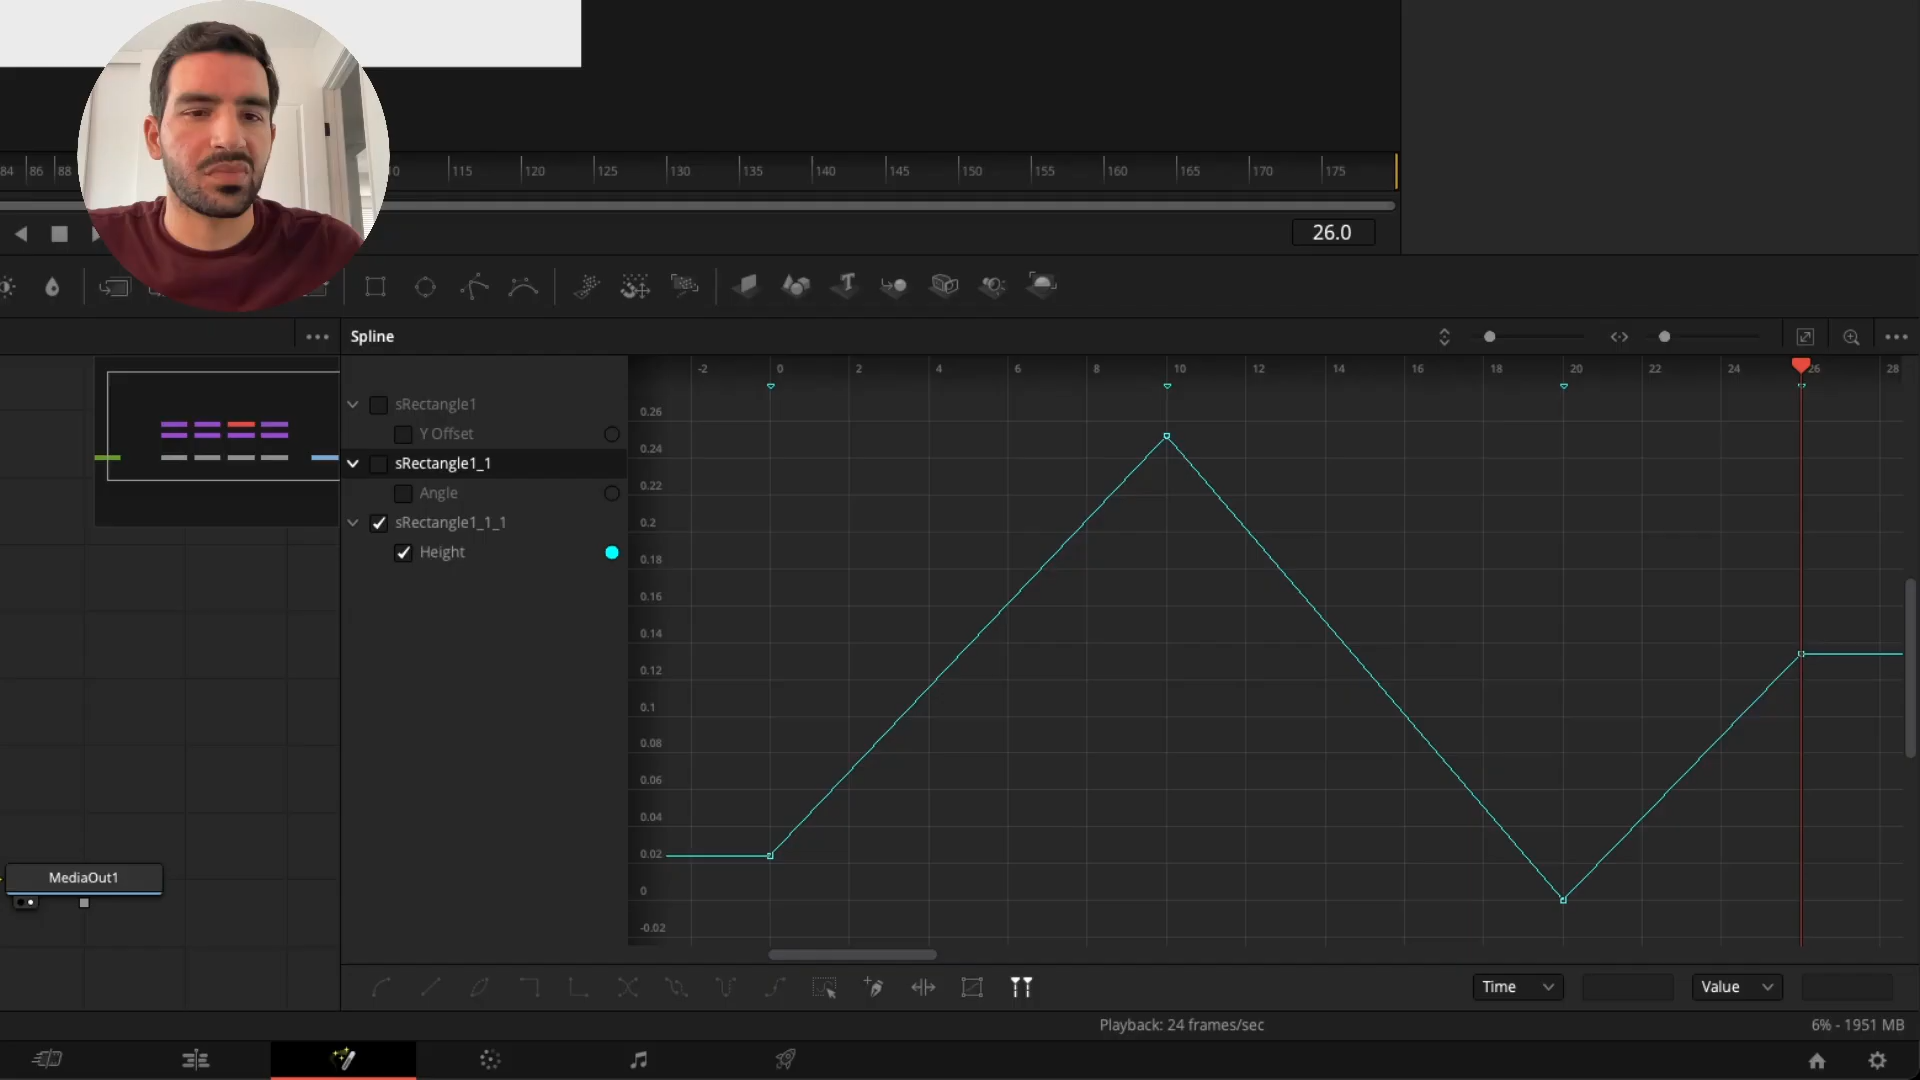 84 86 88 0 115 120 125 130 135 140 145 150 155 160 165 170 175
26.0
Spline
-2 0 2 4 6 8 10 12 14 16 18 20 22 24 26 28
sRectangle1
Y Offset
sRectangle1_1
Angle
sRectangle1_1_1
Height
0.26
0.24
0.22
0.2
0.18
0.16
0.14
0.12
0.1
0.08
0.06
0.04
0.02
0
-0.02
MediaOut1
Time Value
Playback: 24 frames/sec
6% - 1951 MB